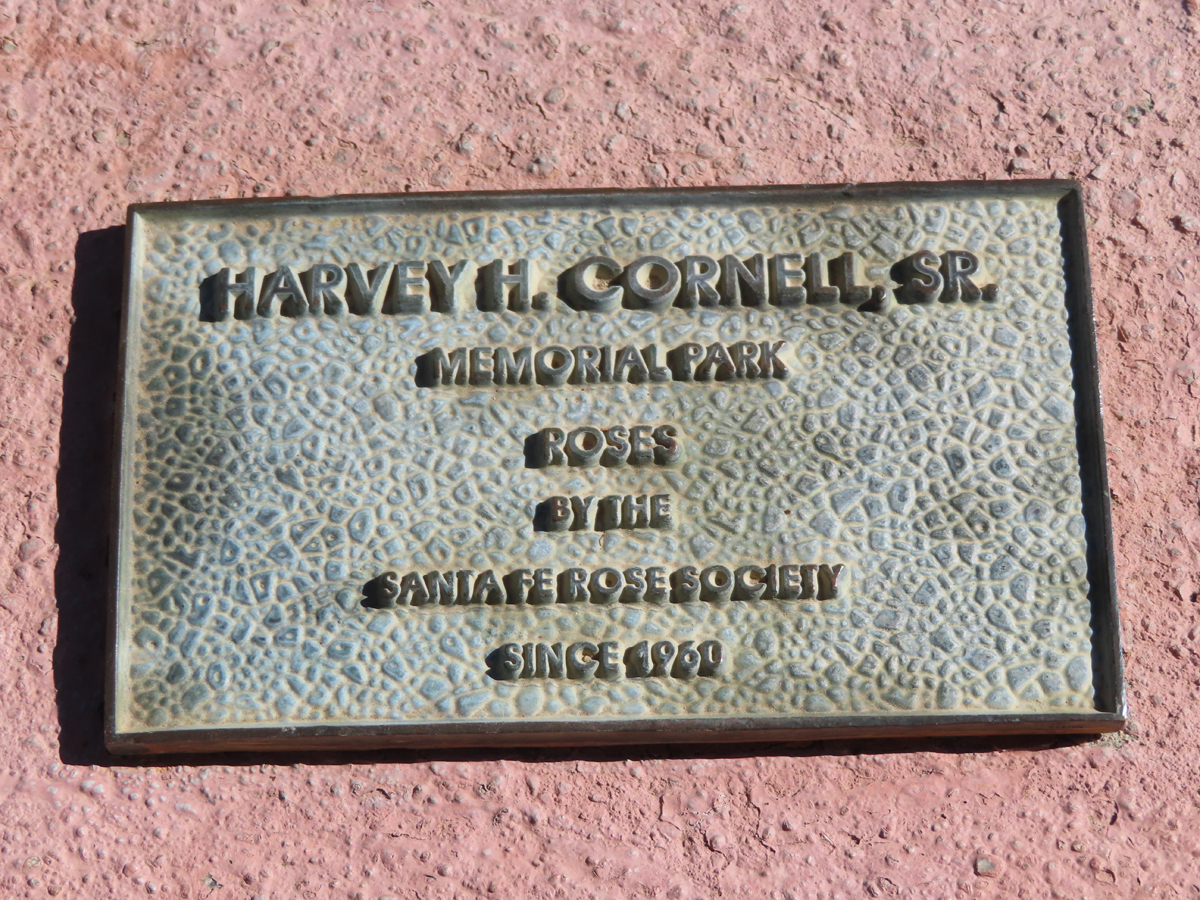 HARVEY H. CORNELL, SR.
MEMORIAL PARK
ROSES
BY THE
SANTA FE ROSE SOCIETY
SINCE 1960